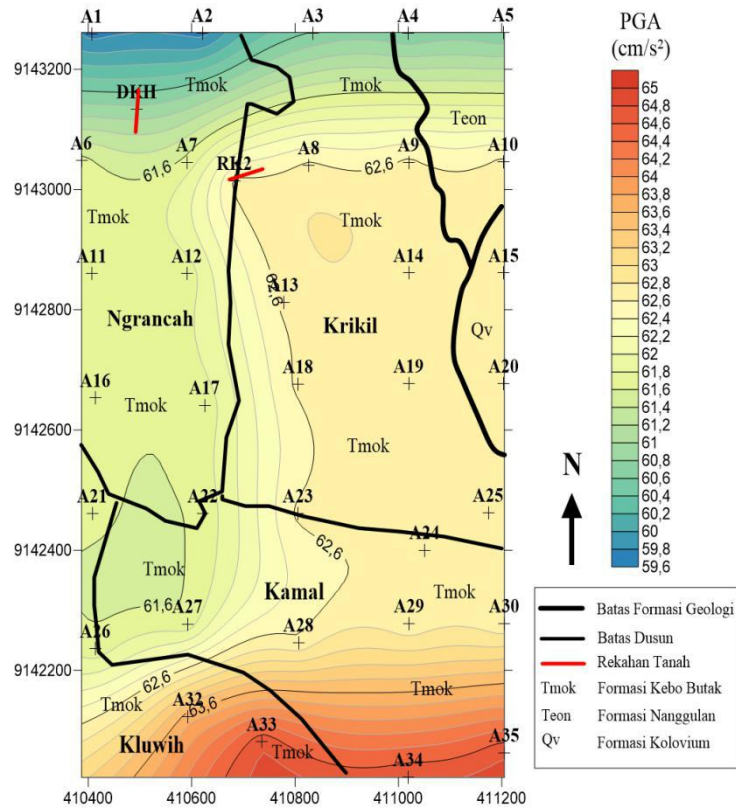 A1 A2 A3 A4 A5
PGA
(cm/s²)
9143200
9143000
9142800
9142600
9142400
9142200
9142000
410400 410600 410800 411000 411200
DKH
Tmok
Tmok
Teon
A6 A7 A8 A9 A10
61,6
RK2
62,6
Tmok
Tmok
A11 A12 A13 A14 A15
62,6
Ngrancah
Krikil
Qv
A16 A17 A18 A19 A20
Tmok
Tmok
A21 A22 A23 A24 A25
62,6
Tmok
61,6
Kamal
Tmok
A26 A27 A28 A29 A30
62,6
Tmok
A32
63,6
Tmok
A33 A34 A35
Kluwih
Tmok
65
64,8
64,6
64,4
64,2
64
63,8
63,6
63,4
63,2
63
62,8
62,6
62,4
62,2
62
61,8
61,6
61,4
61,2
61
60,8
60,6
60,4
60,2
60
59,8
59,6
N
Batas Formasi Geologi
Batas Dusun
Rekahan Tanah
Tmok Formasi Kebo Butak
Teon Formasi Nanggulan
Qv Formasi Kolovium